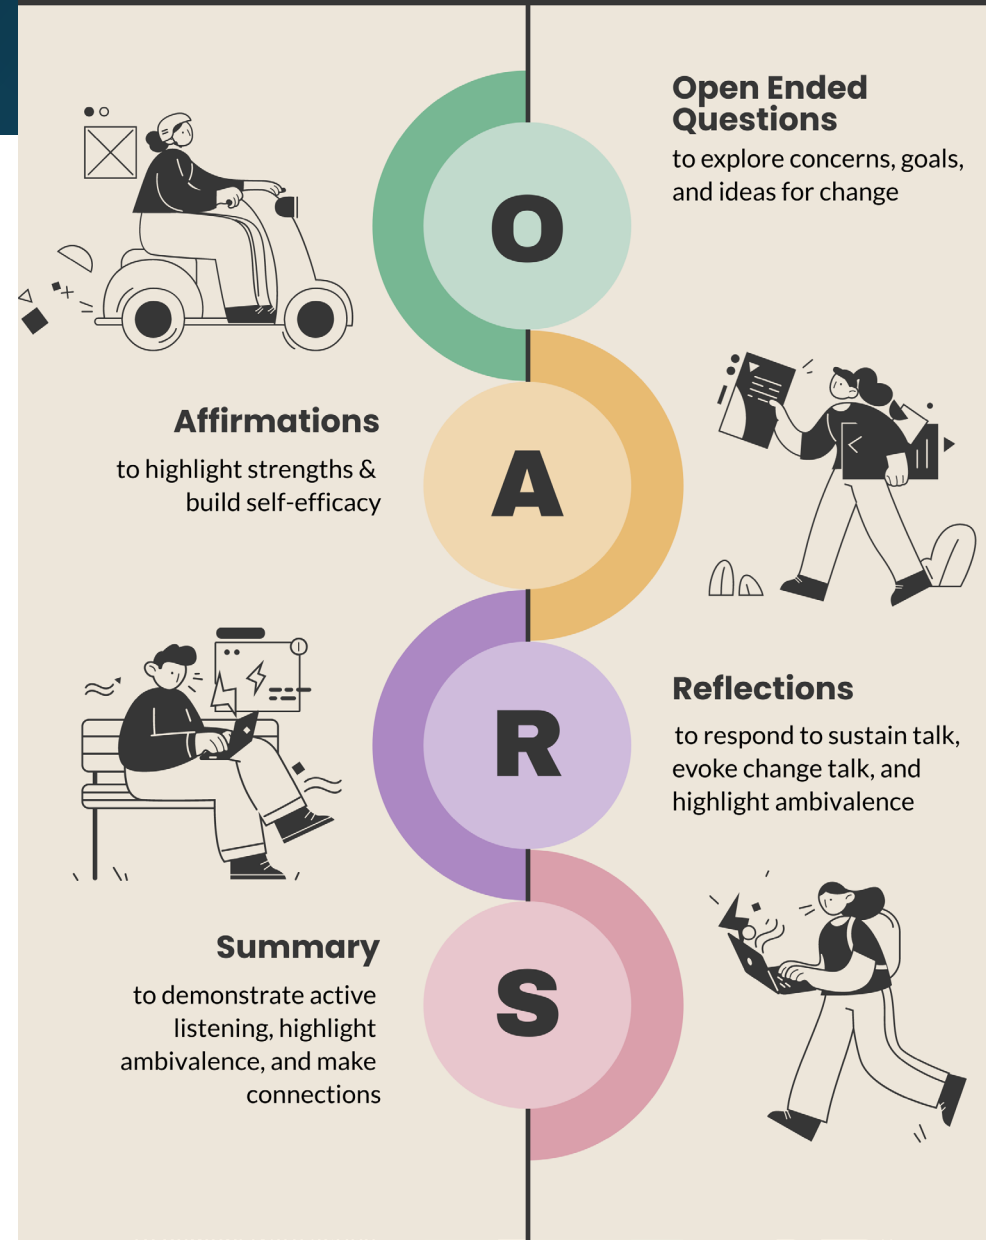 Open Ended
Questions
to explore concerns, goals,
and ideas for change
O
Affirmations
to highlight strengths &
build self-efficacy
A
Reflections
to respond to sustain talk,
evoke change talk, and
highlight ambivalence
R
Summary
to demonstrate active
listening, highlight
ambivalence, and make
connections
S